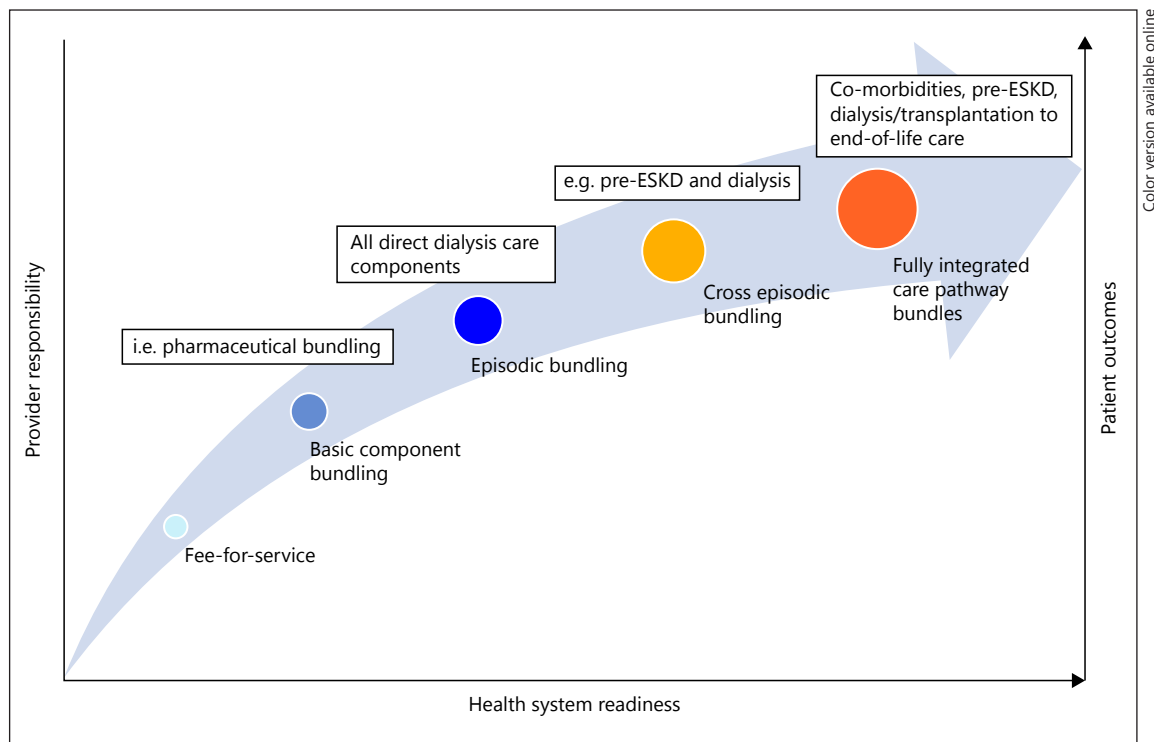 Color version available online
Co-morbidities, pre-ESKD,
dialysis/transplantation to
end-of-life care
e.g. pre-ESKD and dialysis
All direct dialysis care
components
Fully integrated
care pathway
bundles
Cross episodic
bundling
i.e. pharmaceutical bundling
Episodic bundling
Basic component
bundling
Fee-for-service
Provider responsibility
Patient outcomes
Health system readiness